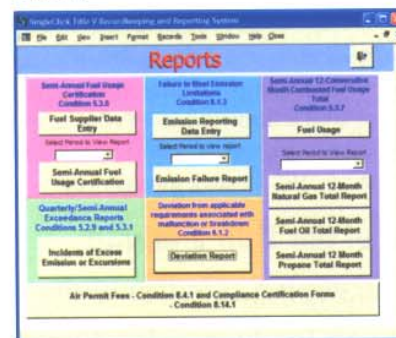 SingleClick Title V Recordkeeping and Reporting System
File Edit View Insert Format Records Tools Window Help Close
Reports
Semi-Annual Fuel Usage
Certification
Condition 5.3.6
Fuel Supplier Data
Entry
Select Period to View Report
Semi-Annual Fuel
Usage Certification
Failure to Meet Emission
Limitations
Condition 6.1.3
Emission Reporting
Data Entry
Select Period to view report
Emission Failure Report
Semi-Annual 12-Consecutive
Month Combusted Fuel Usage
Total
Condition 5.3.7
Fuel Usage
Select Period to View Report
Semi-Annual 12-Month
Natural Gas Total Report
Semi-Annual 12-Month
Fuel Oil Total Report
Semi-Annual 12-Month
Propane Total Report
Quarterly/Semi-Annual
Exceedance Reports
Conditions 5.2.9 and 5.3.1
Incidents of Excess
Emission or Excursions
Deviation from applicable
requirements associated with
malfunction or breakdown
Condition 6.1.2
Deviation Report
Air Permit Fees - Condition 8.4.1 and Compliance Certification Forms
- Condition 8.14.1